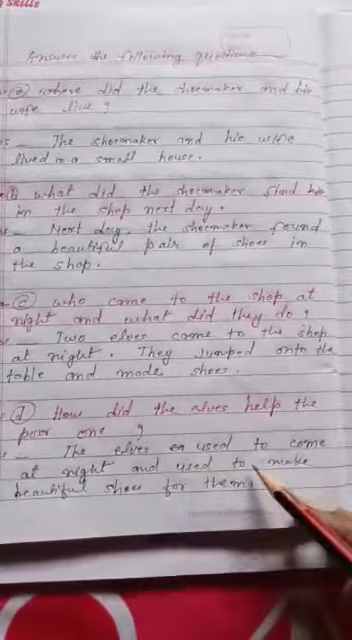 Skills
Answer the following questions
(a) where did the shoemaker and his
wife live ?
The shoemaker and his wife
lived in a small house.
(b) what did the shoemaker find
in the shop next day.
Next day, the shoemaker found
a beautiful pair of shoes in
the shop.
(c) who came to the shop at
night and what did they do ?
Two elves came to the shop
at night. They jumped onto the
table and made shoes.
(d) How did the elves help the
poor one ?
The elves used to come
at night and used to make
beautiful shoes for them